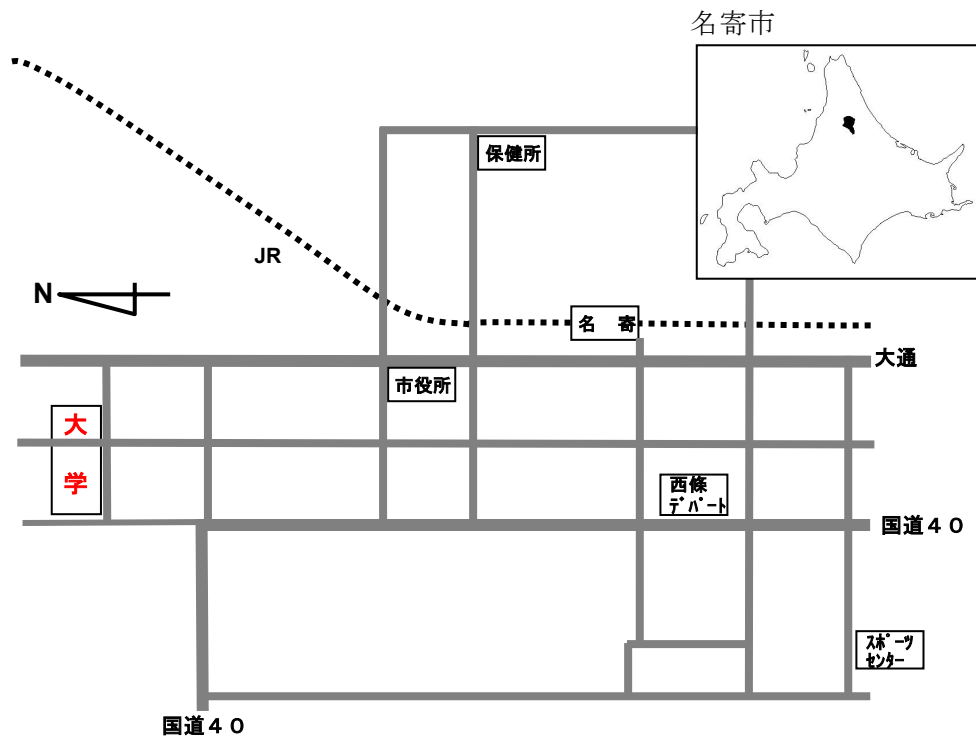 名寄市
保健所
JR
N
名　寄
大通
市役所
大
学
西條
ﾃﾞﾊﾟｰﾄ
国道４０
ｽﾎﾟｰﾂ
ｾﾝﾀｰ
国道４０